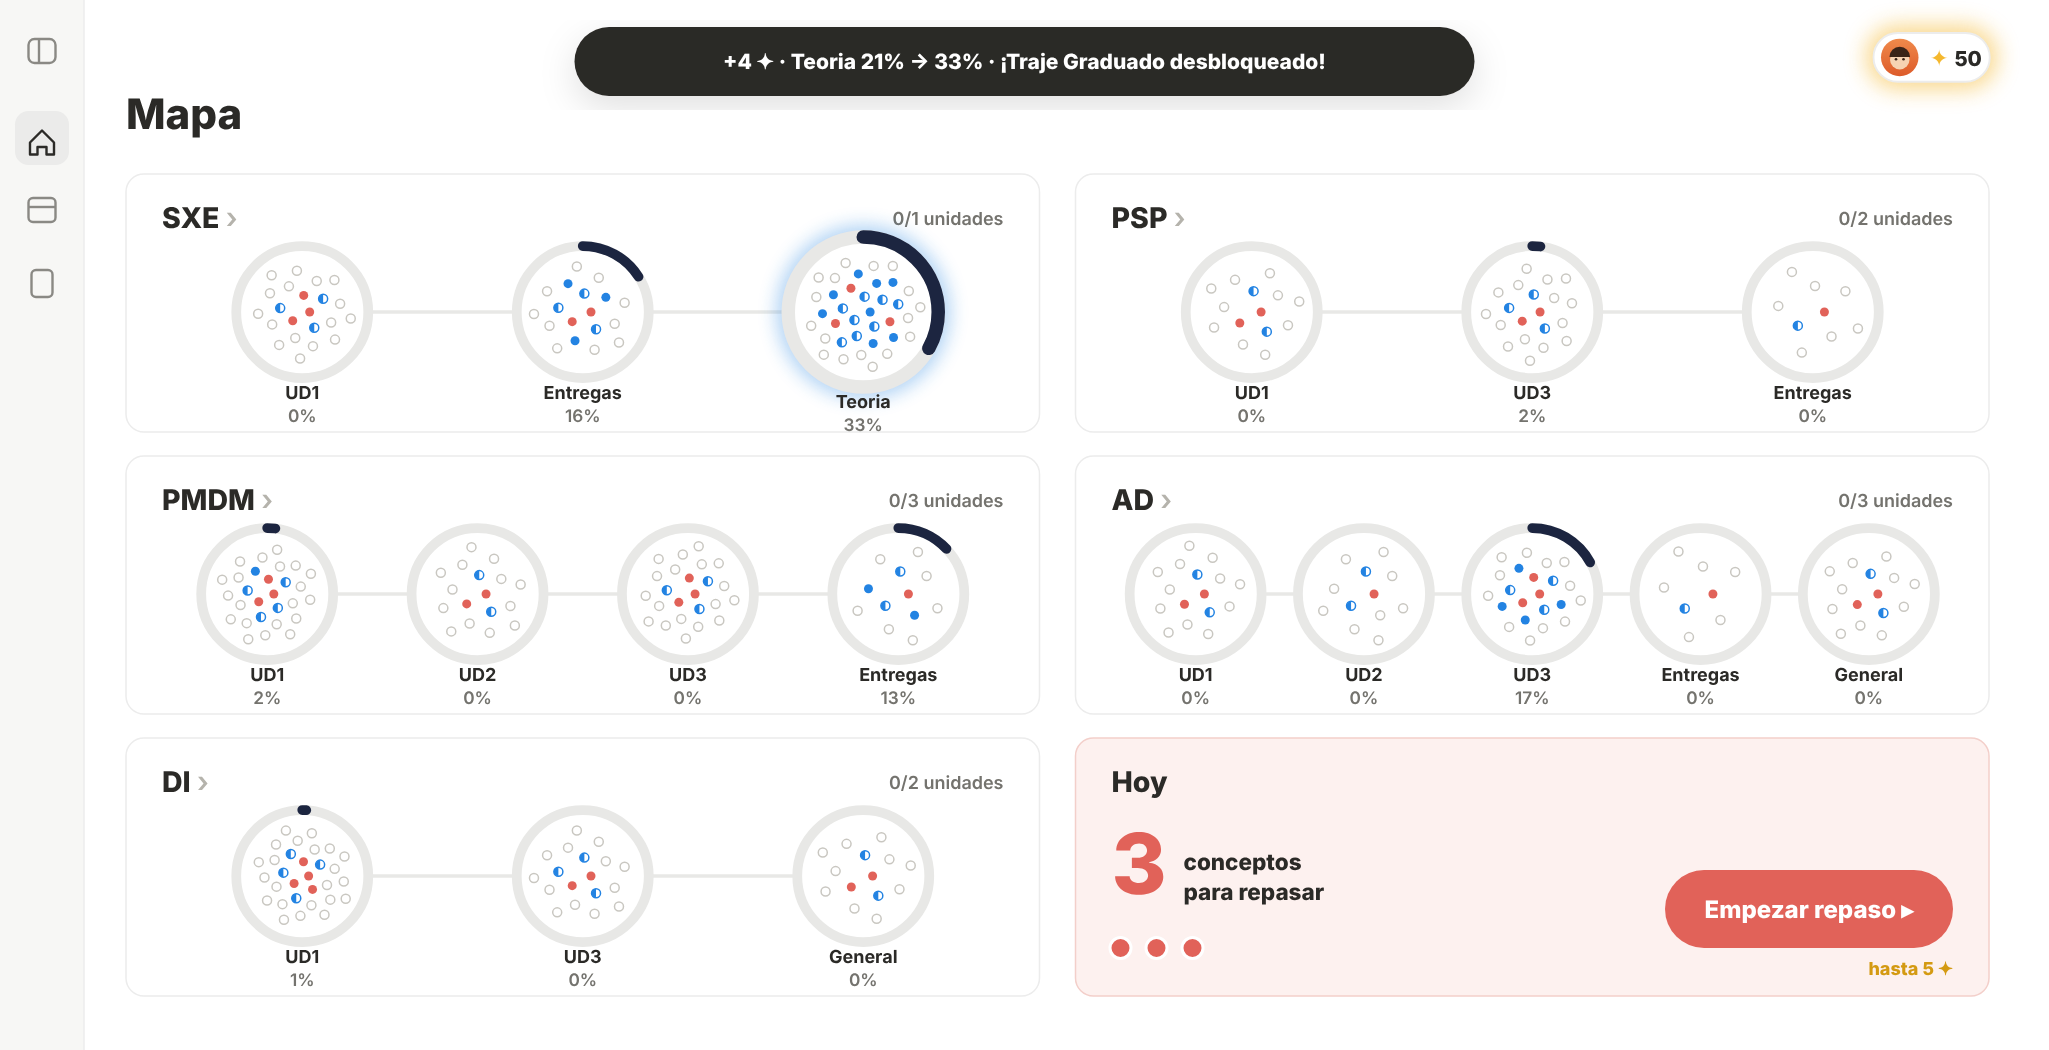 +4 ✦ · Teoria 21% → 33% · ¡Traje Graduado desbloqueado!
✦ 50
Mapa
SXE ›
0/1 unidades
UD1
0%
Entregas
16%
Teoria
33%
PSP ›
0/2 unidades
UD1
0%
UD3
2%
Entregas
0%
PMDM ›
0/3 unidades
UD1
2%
UD2
0%
UD3
0%
Entregas
13%
AD ›
0/3 unidades
UD1
0%
UD2
0%
UD3
17%
Entregas
0%
General
0%
DI ›
0/2 unidades
UD1
1%
UD3
0%
General
0%
Hoy
3
conceptos
para repasar
Empezar repaso ▸
hasta 5 ✦